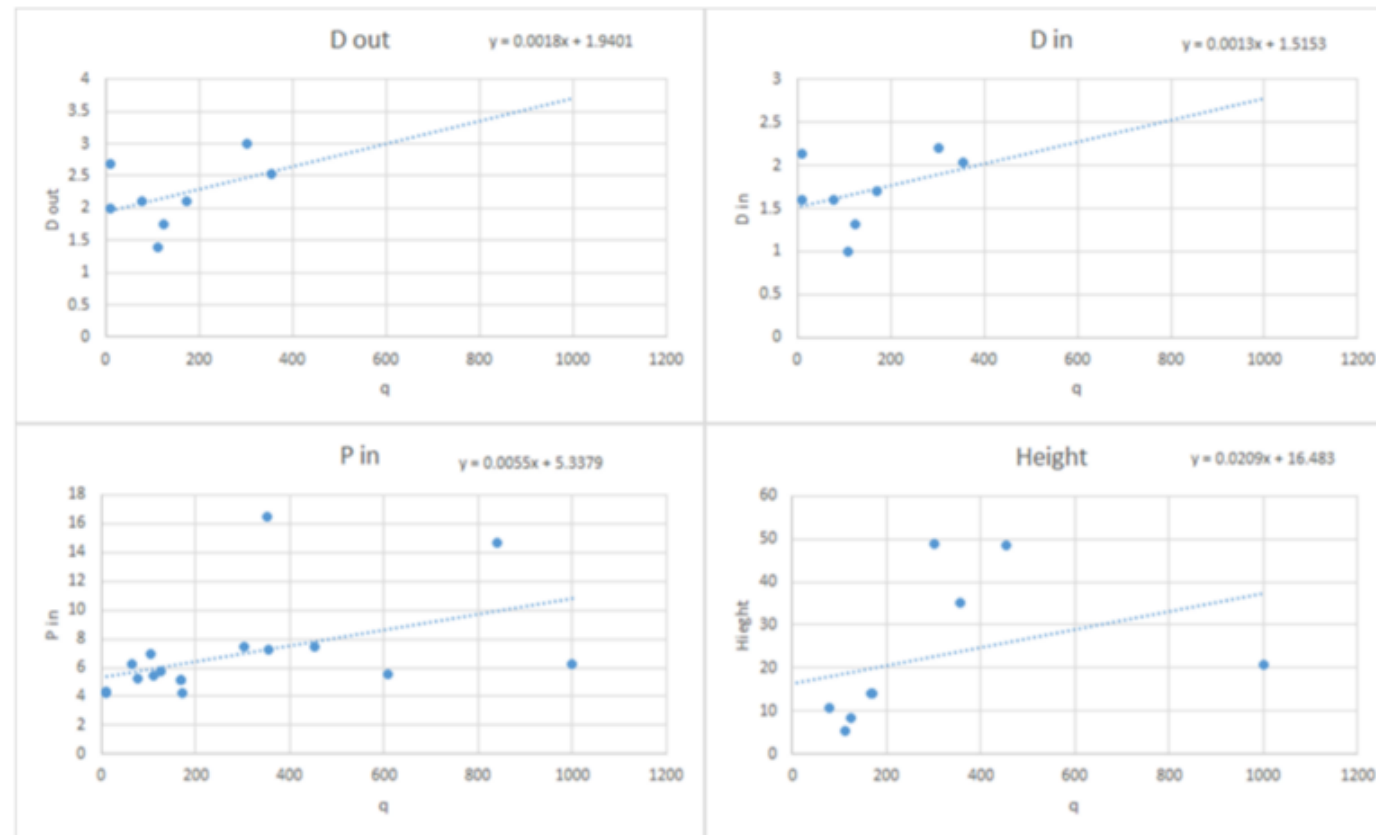 D out
y = 0.0018x + 1.9401
4
3.5
3
2.5
2
1.5
1
0.5
0
D out
0 200 400 600 800 1000 1200
q
D in
y = 0.0013x + 1.5153
3
2.5
2
1.5
1
0.5
0
D in
0 200 400 600 800 1000 1200
q
P in
y = 0.0055x + 5.3379
18
16
14
12
10
8
6
4
2
0
P in
0 200 400 600 800 1000 1200
q
Height
y = 0.0209x + 16.483
60
50
40
30
20
10
0
Hieght
0 200 400 600 800 1000 1200
q